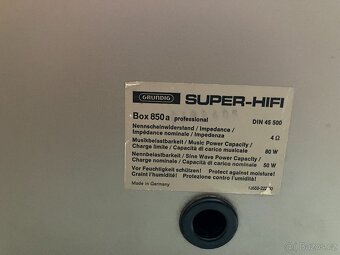 GRUNDIG SUPER-HIFI
Box 850a professional DIN 45 500
Nennscheinwiderstand / Impedance /
Impédance nominale / Impedenza 4 Ω
Musikbelastbarkeit / Music Power Capacity /
Charge limite / Capacità di carico musicale 80 W
Nennbelastbarkeit / Sine Wave Power Capacity /
Charge nominale / Capacità di carico 50 W
Vor Feuchtigkeit schützen! Protect against moisture!
Craint l'humidité! Protezione contro l'umidità!
Made in Germany